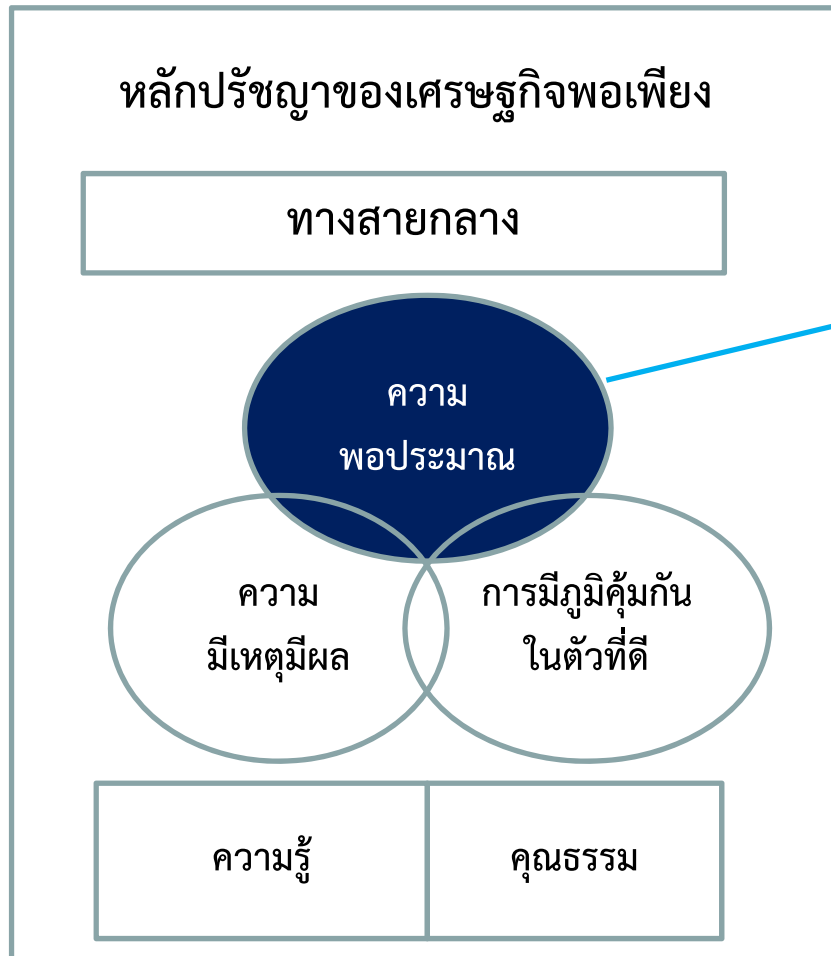 หลักปรัชญาของเศรษฐกิจพอเพียง
ทางสายกลาง
ความ
พอประมาณ
ความ
มีเหตุมีผล
การมีภูมิคุ้มกัน
ในตัวที่ดี
ความรู้
คุณธรรม